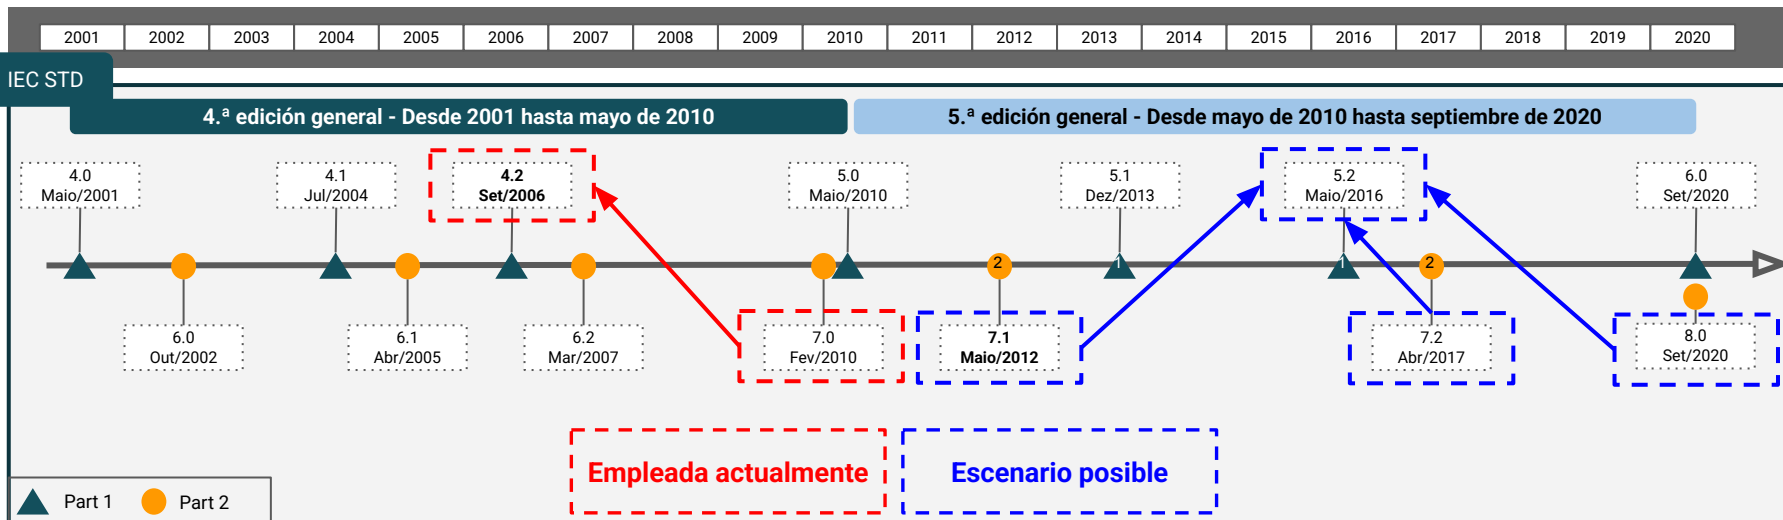 2001 2002 2003 2004 2005 2006 2007 2008 2009 2010 2011 2012 2013 2014 2015 2016 2017 2018 2019 2020
IEC STD
4.ª edición general - Desde 2001 hasta mayo de 2010
5.ª edición general - Desde mayo de 2010 hasta septiembre de 2020
4.0
Maio/2001
4.1
Jul/2004
4.2
Set/2006
5.0
Maio/2010
5.1
Dez/2013
5.2
Maio/2016
6.0
Set/2020
2
1
1
2
6.0
Out/2002
6.1
Abr/2005
6.2
Mar/2007
7.0
Fev/2010
7.1
Maio/2012
7.2
Abr/2017
8.0
Set/2020
Empleada actualmente
Escenario posible
Part 1
Part 2